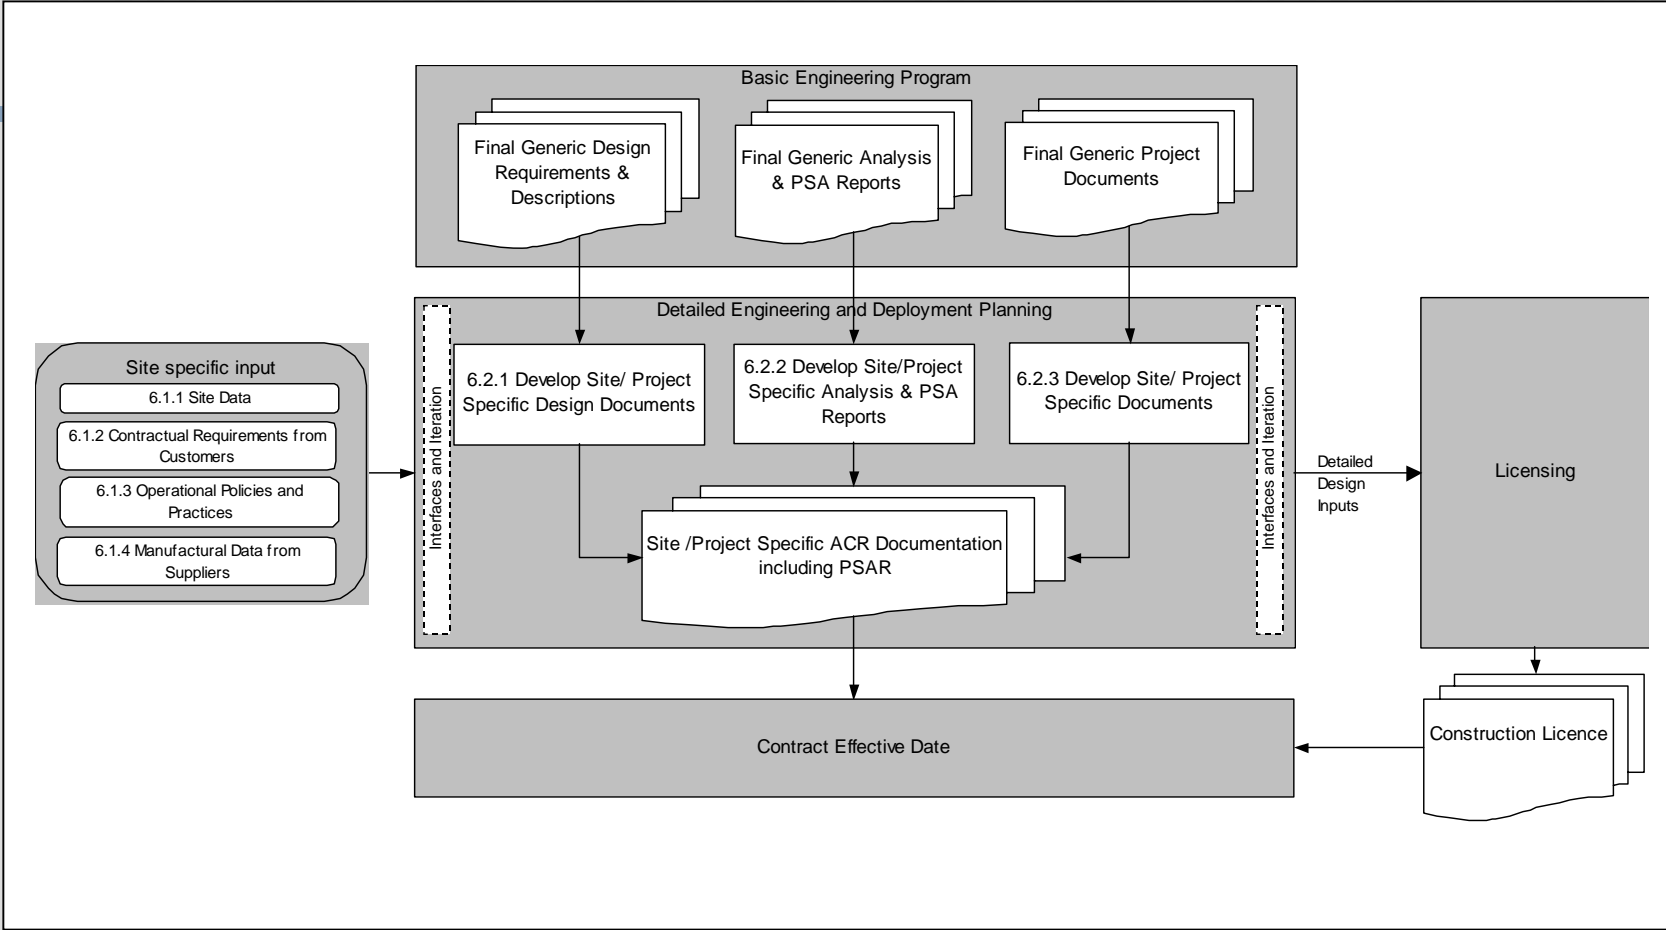 Basic Engineering Program
Final Generic Design
Requirements &
Descriptions
Final Generic Analysis
& PSA Reports
Final Generic Project
Documents
Detailed Engineering and Deployment Planning
Site specific input
6.1.1 Site Data
6.1.2 Contractual Requirements from
Customers
6.1.3 Operational Policies and
Practices
6.1.4 Manufactural Data from
Suppliers
Interfaces and Iteration
6.2.1 Develop Site/ Project
Specific Design Documents
6.2.2 Develop Site/Project
Specific Analysis & PSA
Reports
6.2.3 Develop Site/ Project
Specific Documents
Interfaces and Iteration
Detailed
Design
Inputs
Licensing
Site /Project Specific ACR Documentation
including PSAR
Contract Effective Date
Construction Licence